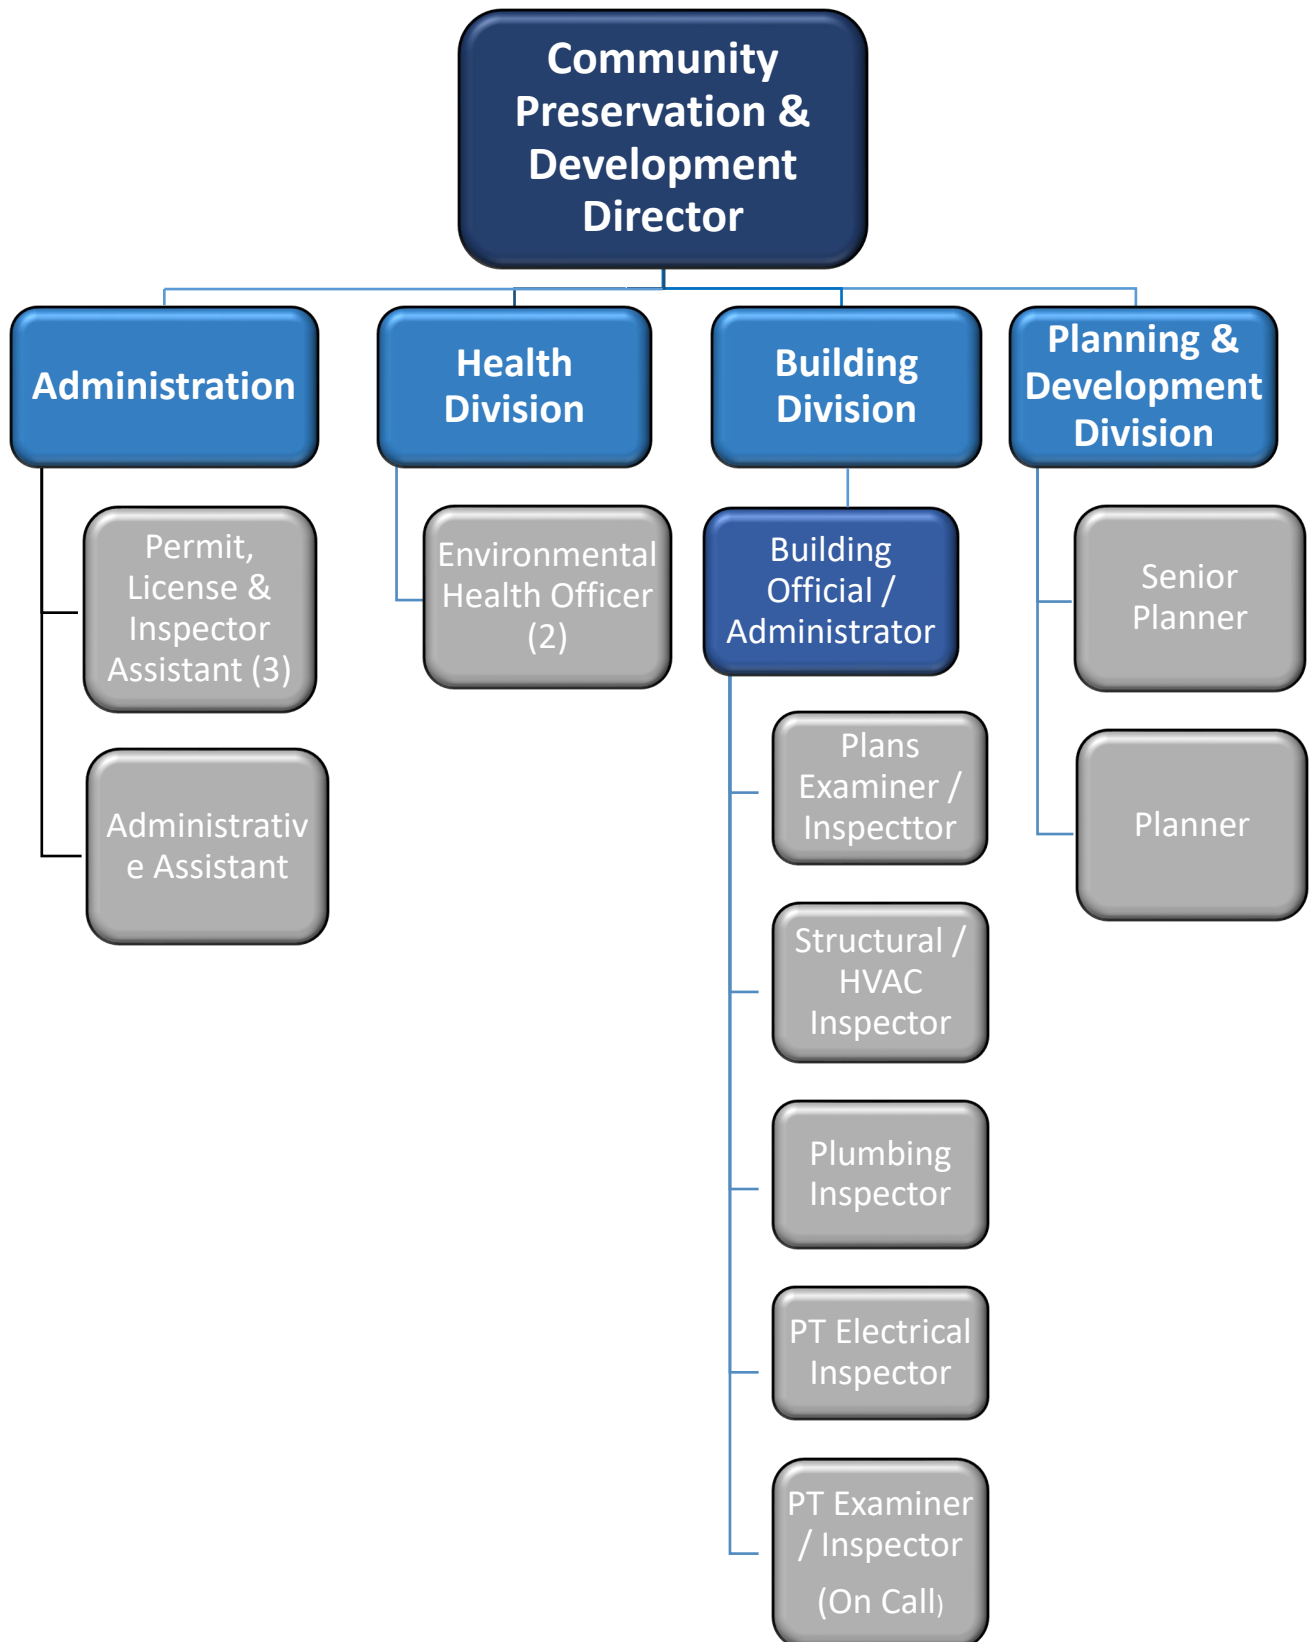 Community
Preservation &
Development
Director
Administration
Health
Division
Building
Division
Planning &
Development
Division
Permit,
License &
Inspector
Assistant (3)
Administrativ
e Assistant
Environmental
Health Officer
(2)
Building
Official /
Administrator
Plans
Examiner /
Inspecttor
Structural /
HVAC
Inspector
Plumbing
Inspector
PT Electrical
Inspector
PT Examiner
/ Inspector
(On Call)
Senior
Planner
Planner